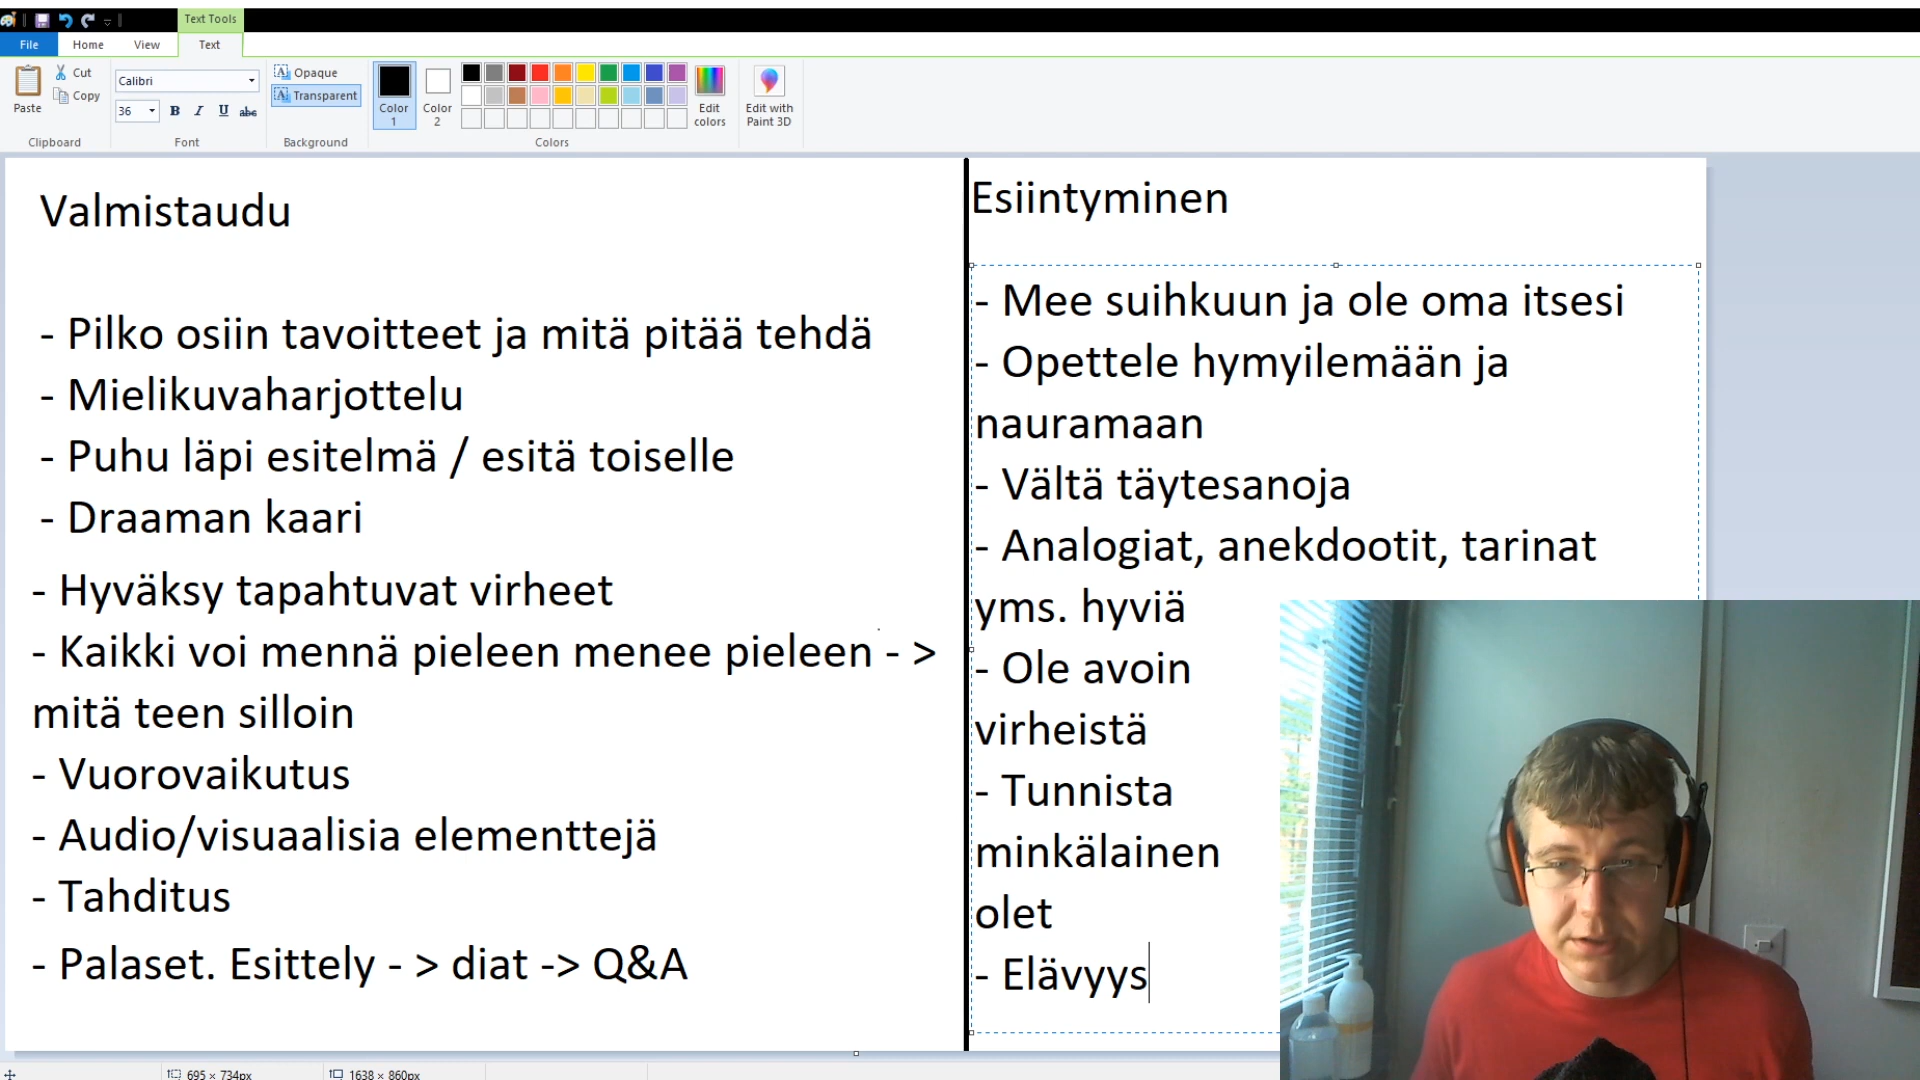 Text Tools
File Home View Text
Paste
Cut
Copy
Clipboard
Calibri
36 B I U abc
Font
Opaque
Transparent
Background
Color 1
Color 2
Edit colors
Colors
Edit with Paint 3D
Valmistaudu
- Pilko osiin tavoitteet ja mitä pitää tehdä
- Mielikuvaharjottelu
- Puhu läpi esitelmä / esitä toiselle
- Draaman kaari
- Hyväksy tapahtuvat virheet
- Kaikki voi mennä pieleen menee pieleen - >
mitä teen silloin
- Vuorovaikutus
- Audio/visuaalisia elementtejä
- Tahditus
- Palaset. Esittely - > diat -> Q&A
Esiintyminen
- Mee suihkuun ja ole oma itsesi
- Opettele hymyilemään ja
nauramaan
- Vältä täytesanoja
- Analogiat, anekdootit, tarinat
yms. hyviä
- Ole avoin
virheistä
- Tunnista
minkälainen
olet
- Elävyys
695 × 734px
1638 × 860px